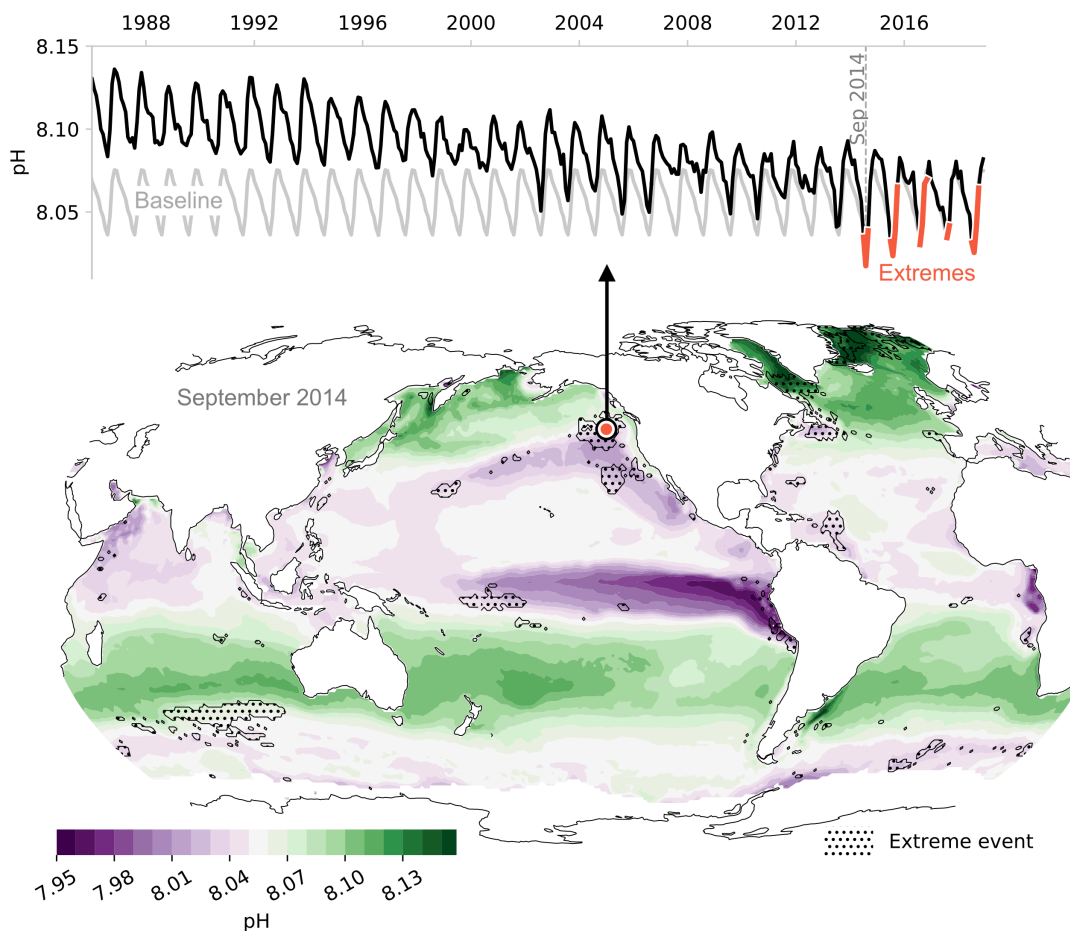 1988 1992 1996 2000 2004 2008 2012 2016
8.15
8.10
8.05
pH
Sep 2014
Baseline
Extremes
September 2014
Extreme event
7.95 7.98 8.01 8.04 8.07 8.10 8.13
pH